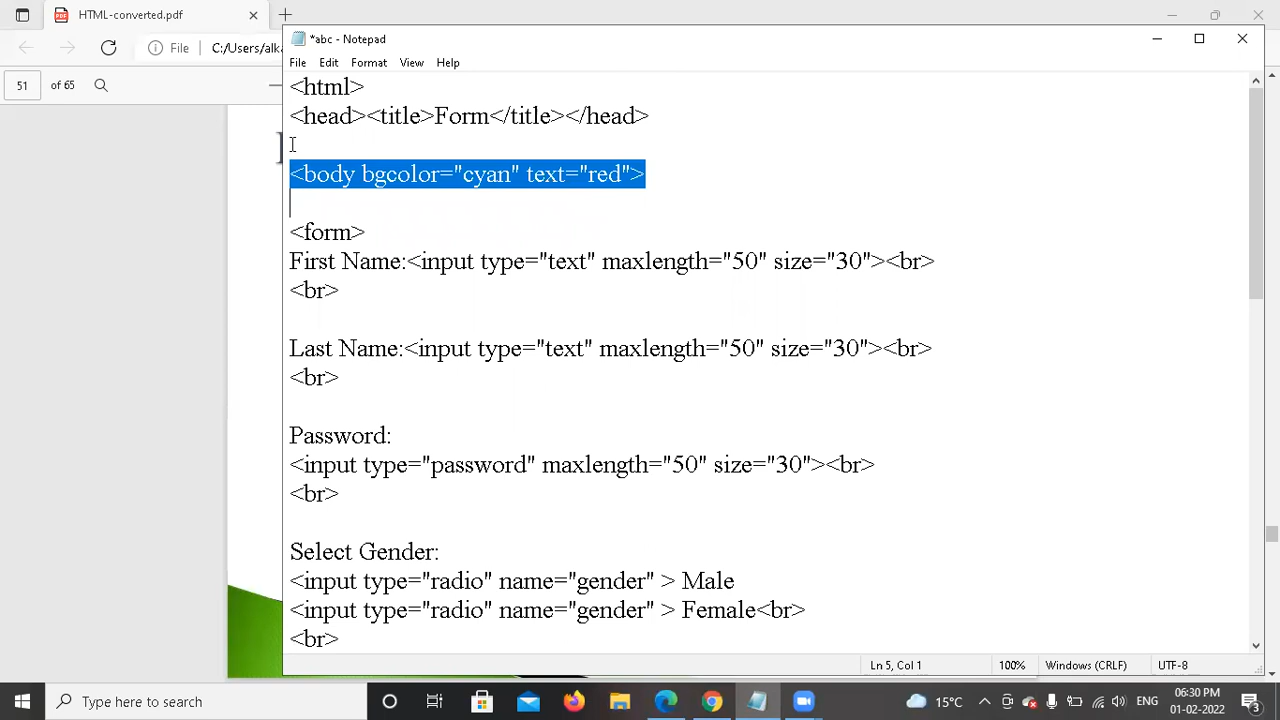 HTML-converted.pdf
File C:/Users/alk
51 of 65
*abc - Notepad
File Edit Format View Help
<html>
<head><title>Form</title></head>
<body bgcolor="cyan" text="red">
<form>
First Name:<input type="text" maxlength="50" size="30"><br>
<br>
Last Name:<input type="text" maxlength="50" size="30"><br>
<br>
Password:
<input type="password" maxlength="50" size="30"><br>
<br>
Select Gender:
<input type="radio" name="gender" > Male
<input type="radio" name="gender" > Female<br>
<br>
Ln 5, Col 1 100% Windows (CRLF) UTF-8
Type here to search
15°C ENG 06:30 PM
01-02-2022
3